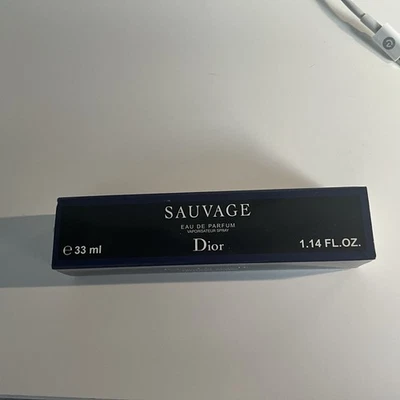 SAUVAGE
EAU DE PARFUM
VAPORISATEUR SPRAY
Dior
℮ 33 ml
1.14 FL.OZ.